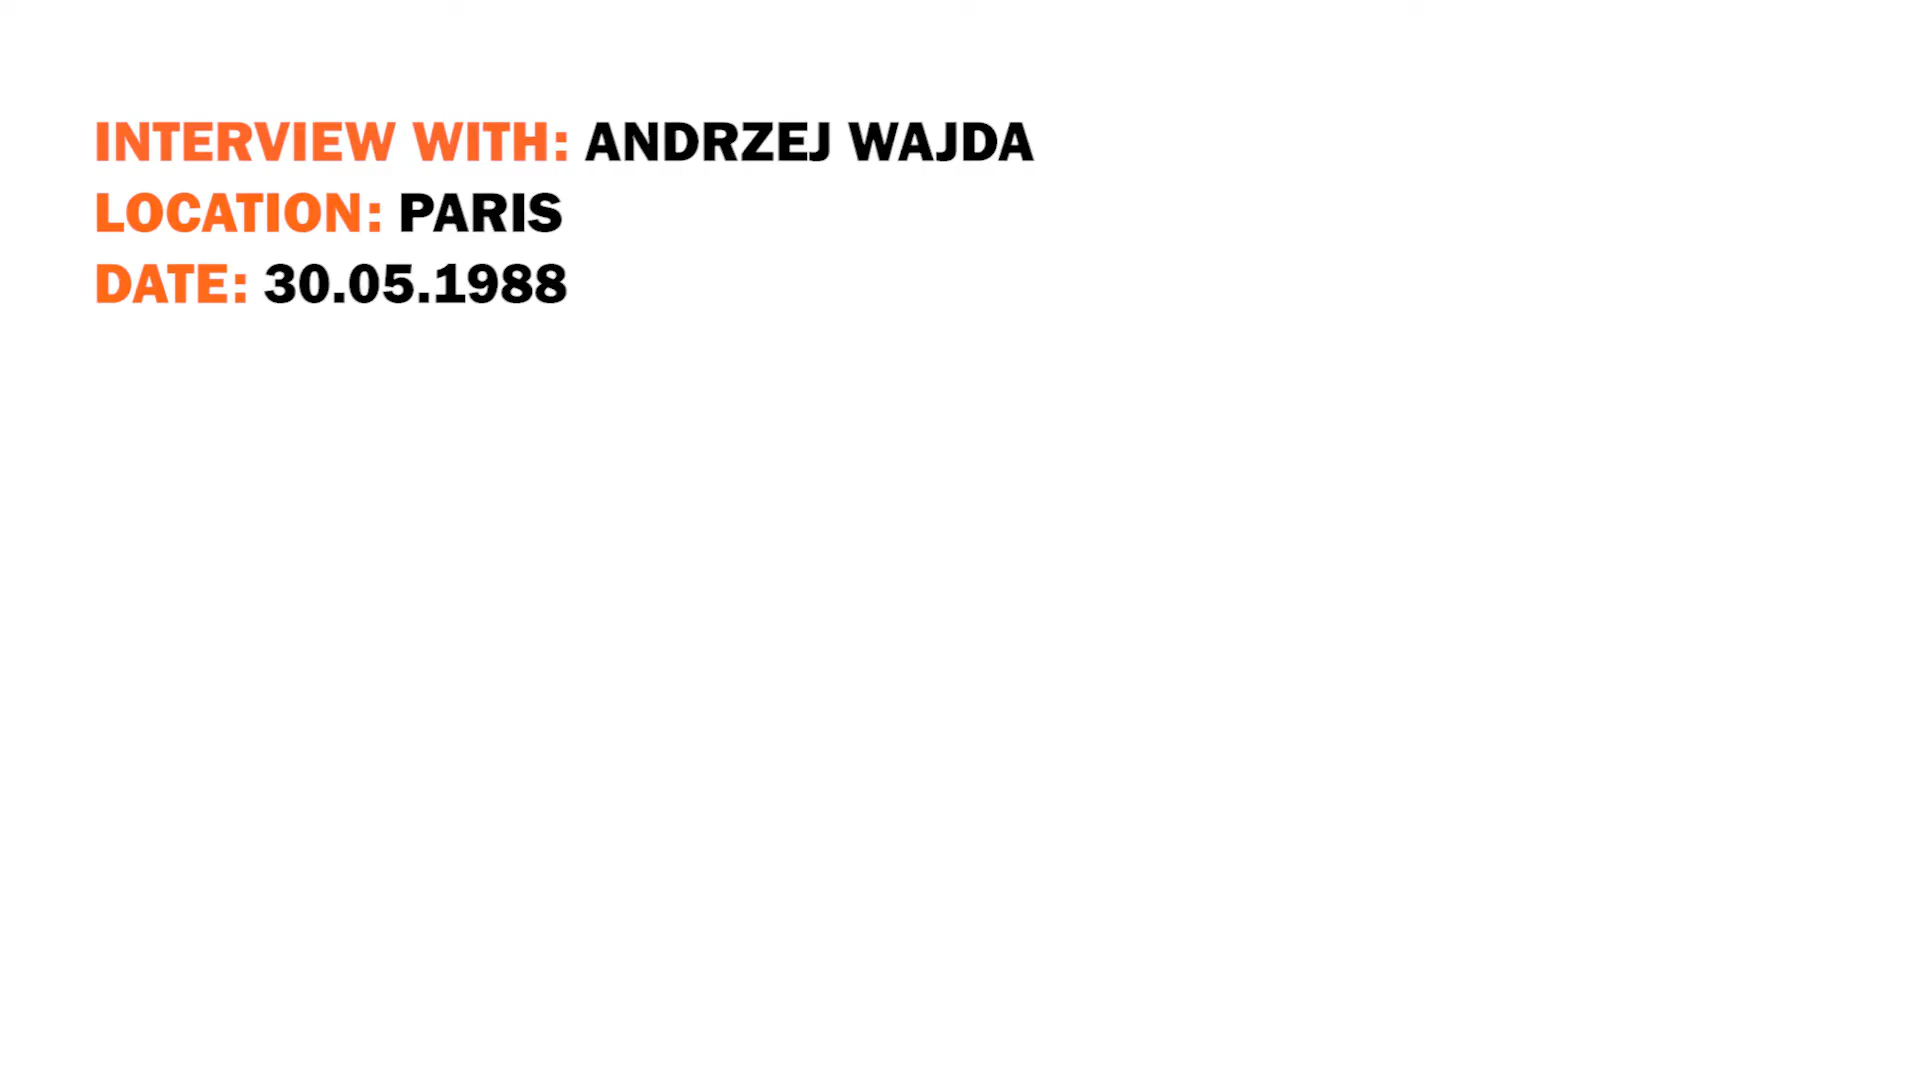 INTERVIEW WITH: ANDRZEJ WAJDA
LOCATION: PARIS
DATE: 30.05.1988